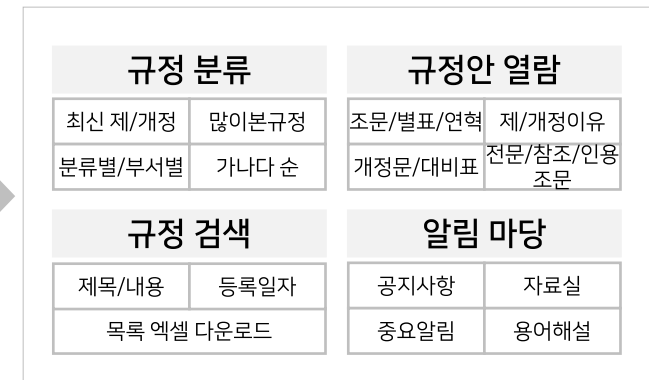 규정 분류
최신 제/개정 많이본규정
분류별/부서별 가나다 순
규정안 열람
조문/별표/연혁 제/개정이유
개정문/대비표 전문/참조/인용
조문
규정 검색
제목/내용 등록일자
목록 엑셀 다운로드
알림 마당
공지사항 자료실
중요알림 용어해설